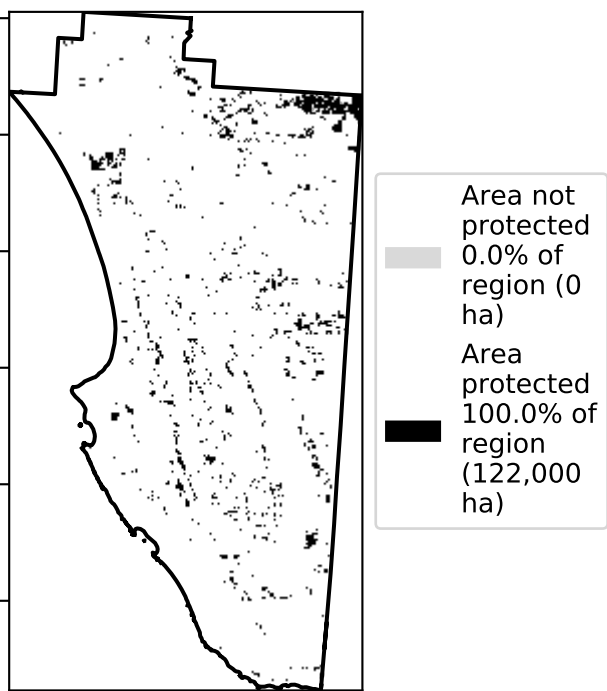 Area not
protected
0.0% of
region (0
ha)
Area
protected
100.0% of
region
(122,000
ha)